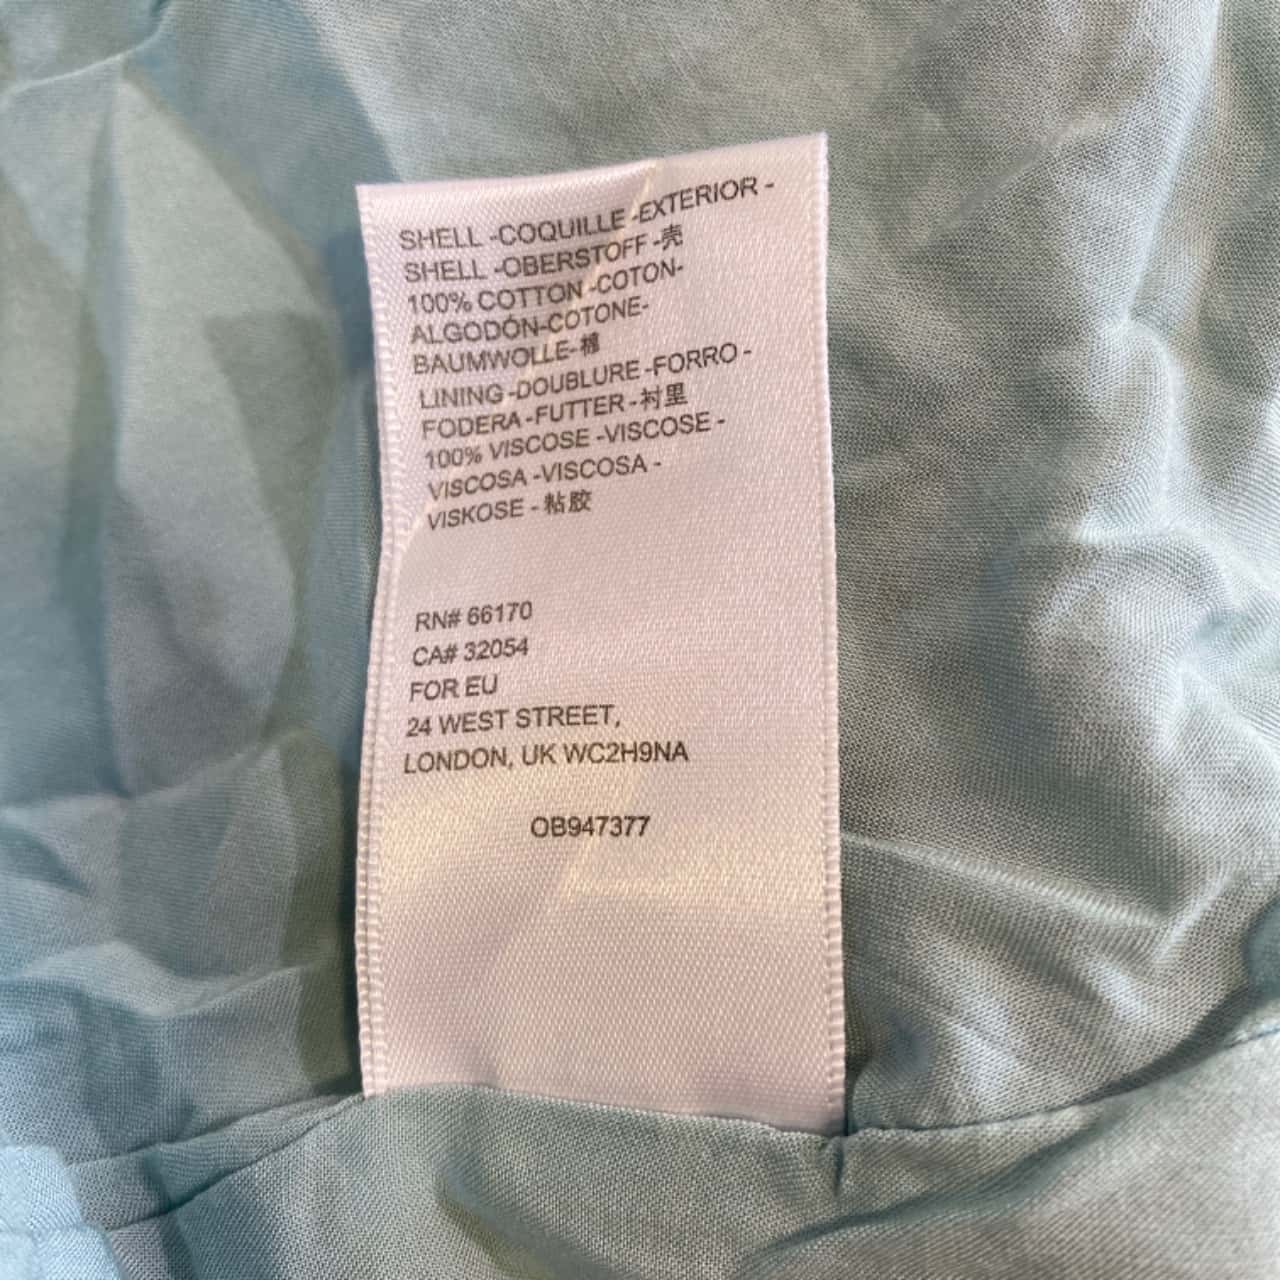 SHELL -COQUILLE -EXTERIOR -
SHELL -OBERSTOFF -壳
100% COTTON -COTON-
ALGODÓN-COTONE-
BAUMWOLLE-棉
LINING -DOUBLURE -FORRO -
FODERA -FUTTER -衬里
100% VISCOSE -VISCOSE -
VISCOSA -VISCOSA -
VISKOSE - 粘胶
RN# 66170
CA# 32054
FOR EU
24 WEST STREET,
LONDON, UK WC2H9NA
OB947377